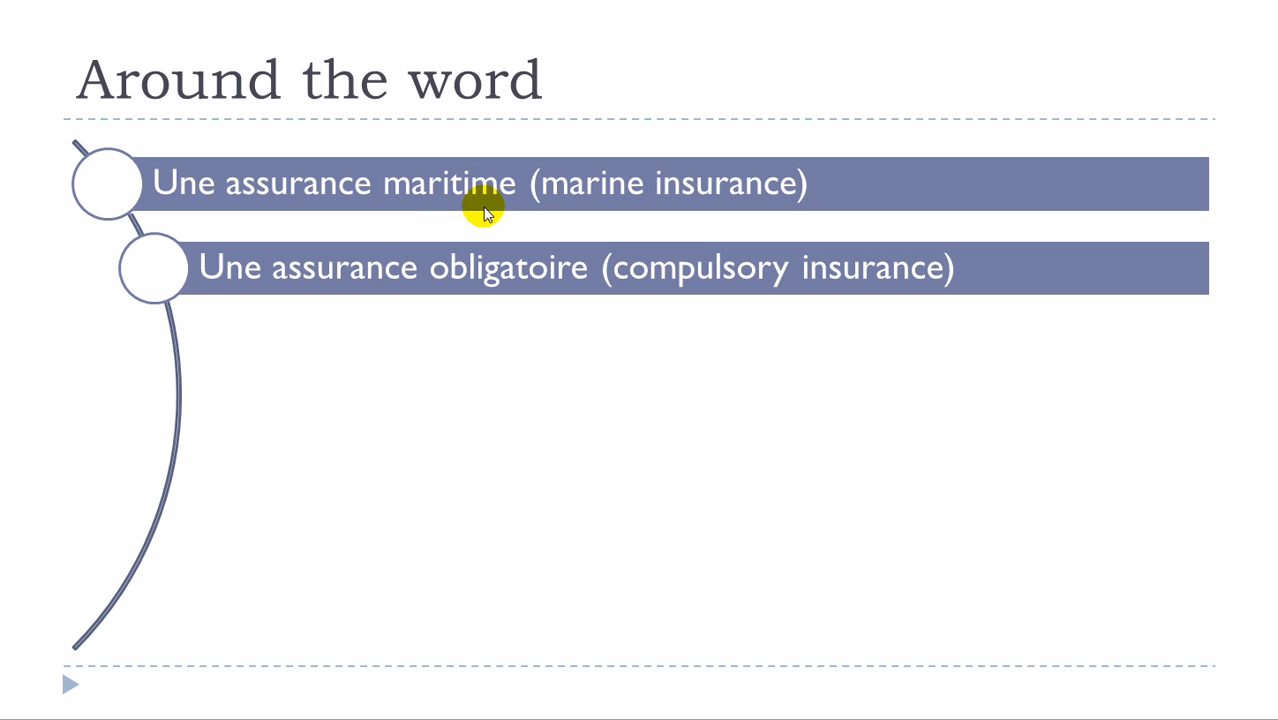 Around the word
Une assurance maritime (marine insurance)
Une assurance obligatoire (compulsory insurance)